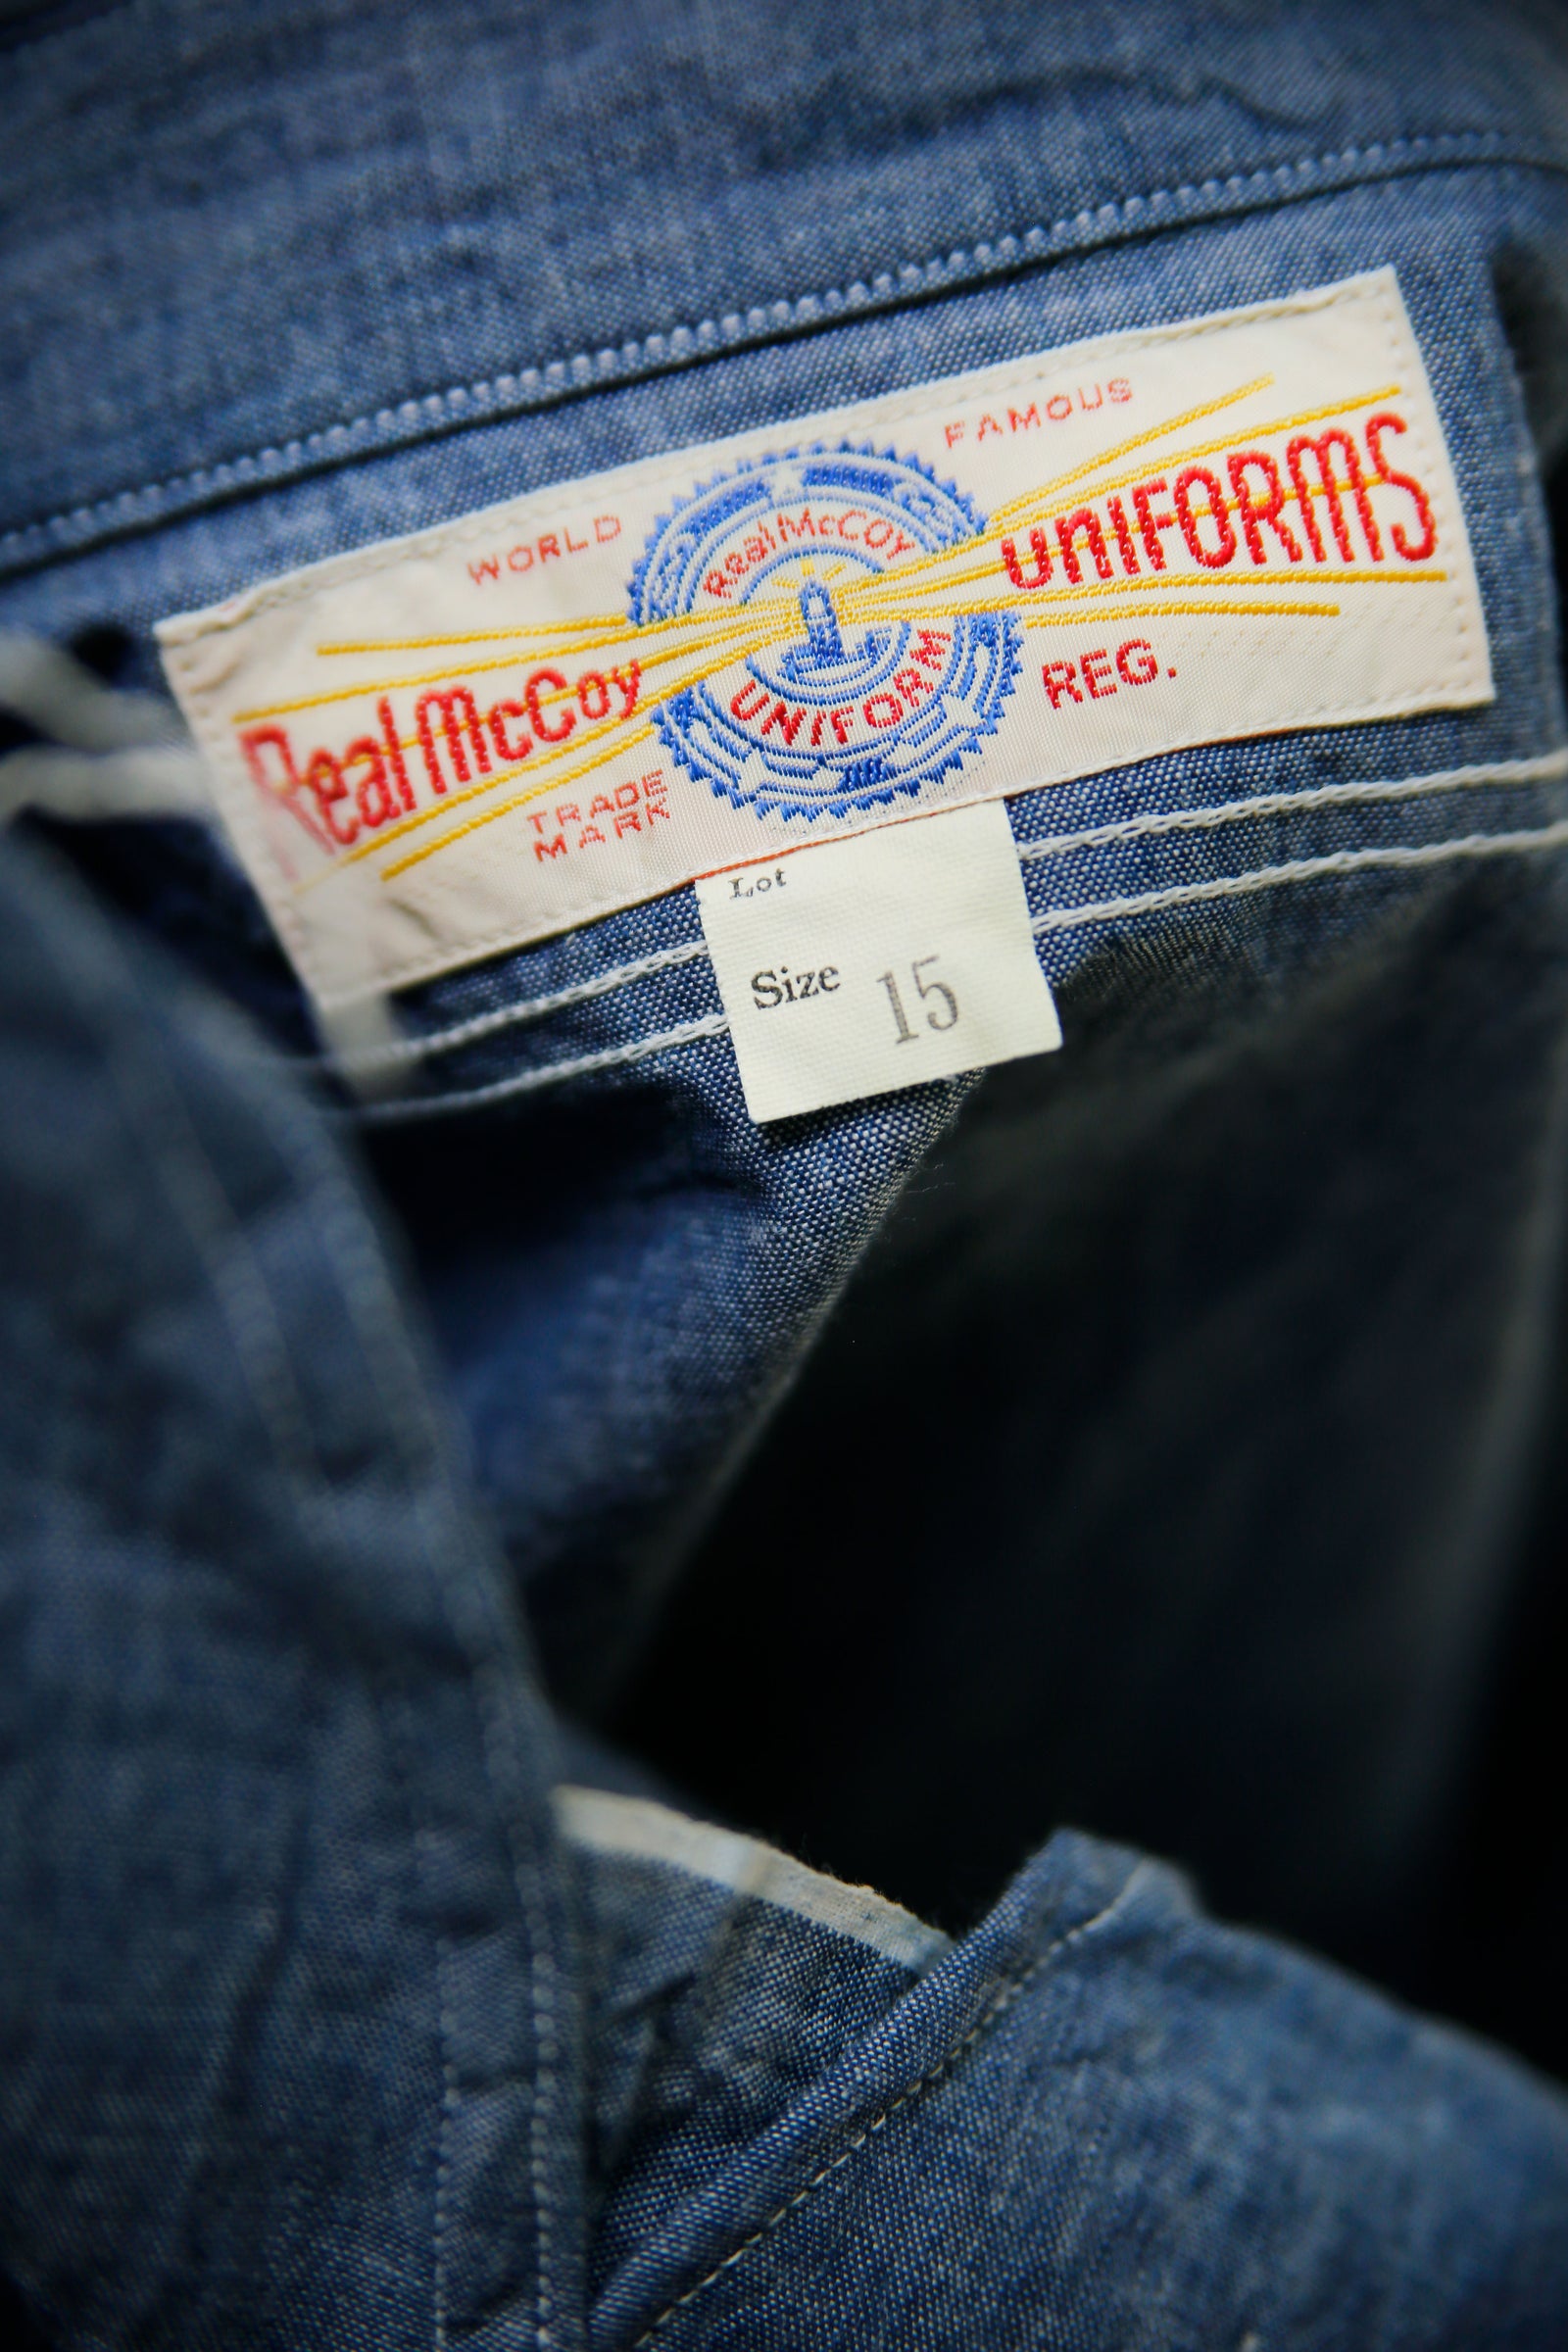 WORLD FAMOUS
Real McCoy UNIFORMS
Real McCOY
UNIFORM
TRADE
MARK
REG.
Lot
Size 15